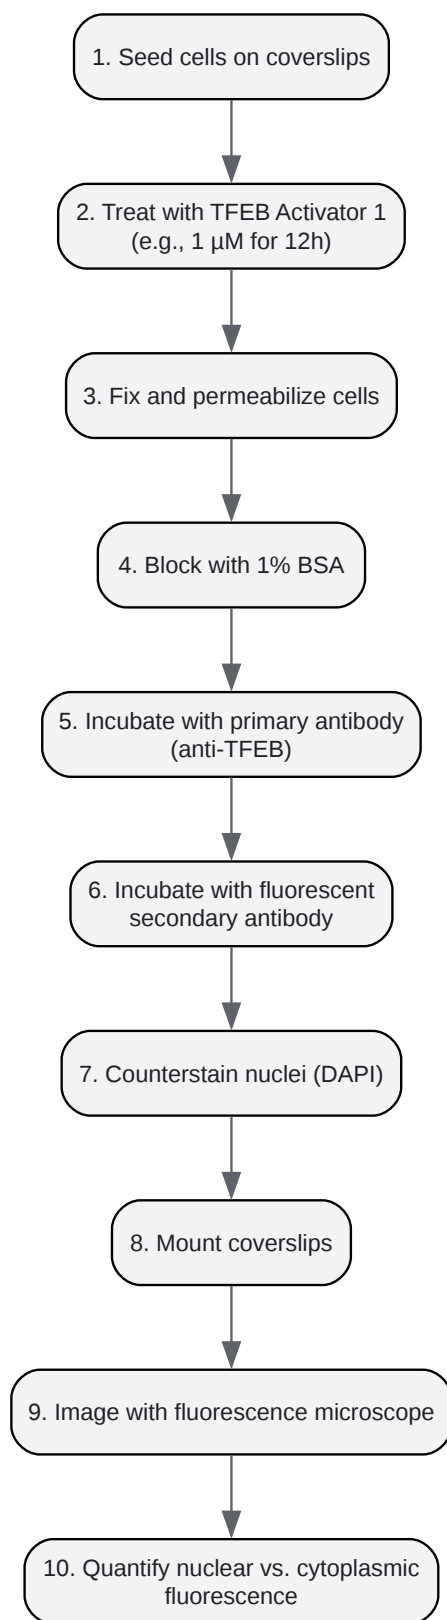 1. Seed cells on coverslips
2. Treat with TFEB Activator 1
(e.g., 1 µM for 12h)
3. Fix and permeabilize cells
4. Block with 1% BSA
5. Incubate with primary antibody
(anti-TFEB)
6. Incubate with fluorescent
secondary antibody
7. Counterstain nuclei (DAPI)
8. Mount coverslips
9. Image with fluorescence microscope
10. Quantify nuclear vs. cytoplasmic
fluorescence